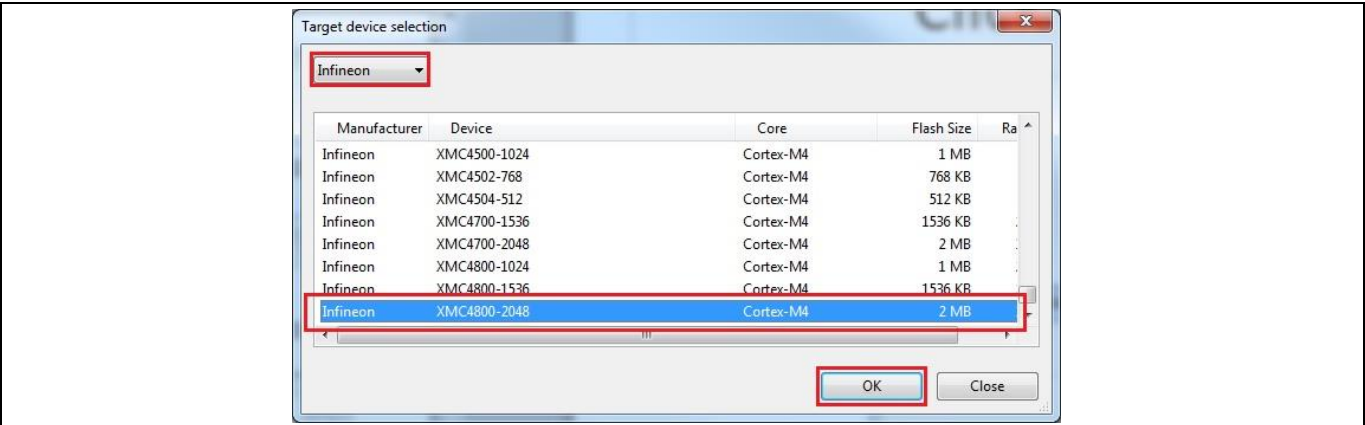 Target device selection
Infineon
Manufacturer Device Core Flash Size Ra
Infineon XMC4500-1024 Cortex-M4 1 MB
Infineon XMC4502-768 Cortex-M4 768 KB
Infineon XMC4504-512 Cortex-M4 512 KB
Infineon XMC4700-1536 Cortex-M4 1536 KB
Infineon XMC4700-2048 Cortex-M4 2 MB
Infineon XMC4800-1024 Cortex-M4 1 MB
Infineon XMC4800-1536 Cortex-M4 1536 KB
Infineon XMC4800-2048 Cortex-M4 2 MB
OK Close